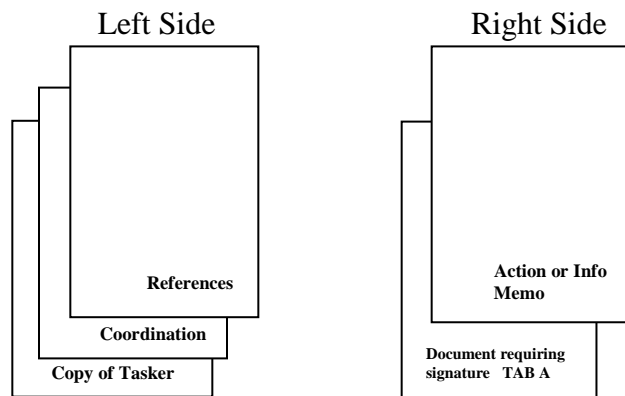 Left Side
References
Coordination
Copy of Tasker
Right Side
Action or Info
Memo
Document requiring
signature TAB A